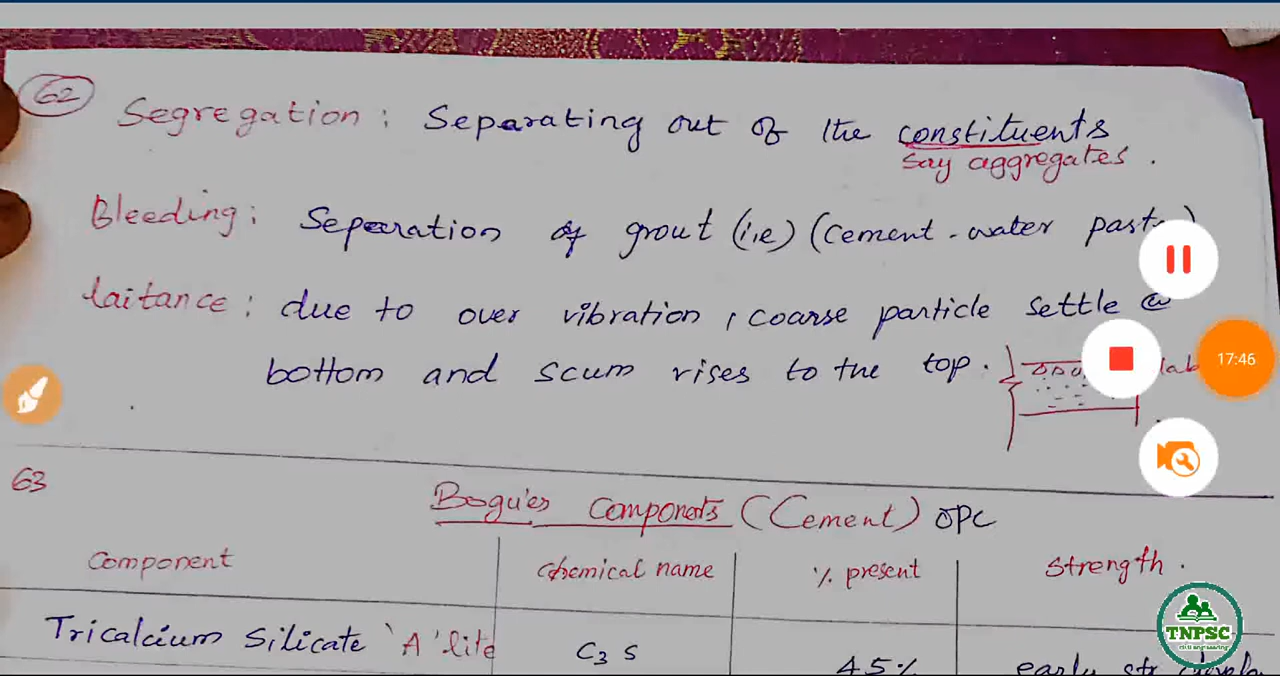 62
Segregation : Separating out of the constituents
say aggregates .
Bleeding : Separation of grout (i.e) (cement - water paste)
laitance : due to over vibration, coarse particle settle @
bottom and scum rises to the top .
63
Bogue's Components (Cement) OPC
Component Chemical name % present Strength .
Tricalcium Silicate 'A' lite C3 S 45% early str
17:46
TNPSC